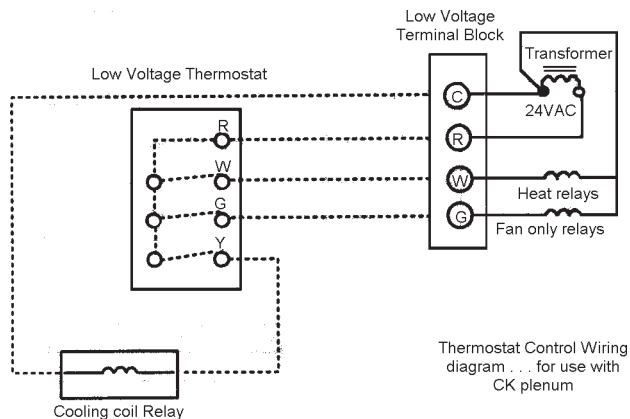 Low Voltage
Terminal Block
Transformer
Low Voltage Thermostat
C
24VAC
R
R
W
W
Heat relays
G
G
Fan only relays
Y
Thermostat Control Wiring
diagram . . . for use with
CK plenum
Cooling coil Relay